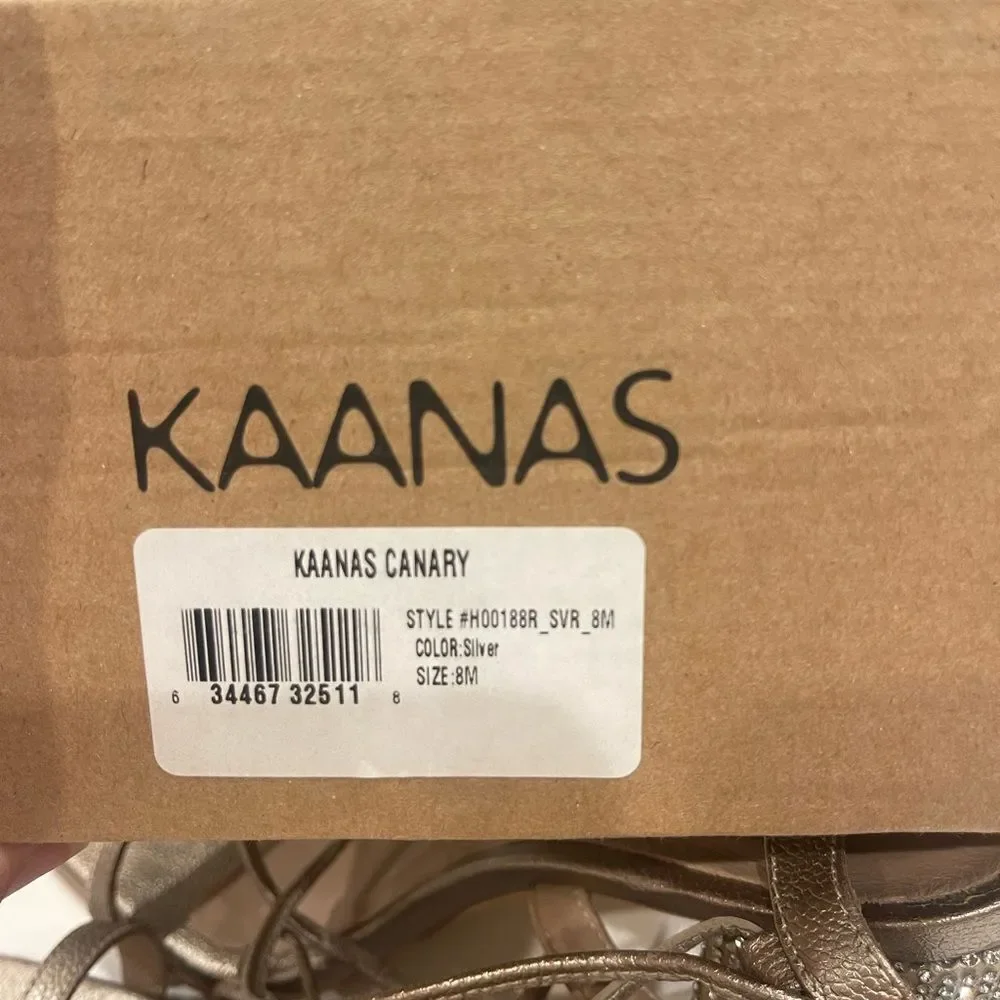 KAANAS
KAANAS CANARY
STYLE #H00188R_SVR_8M
COLOR:Silver
SIZE:8M
6 34467 32511 8